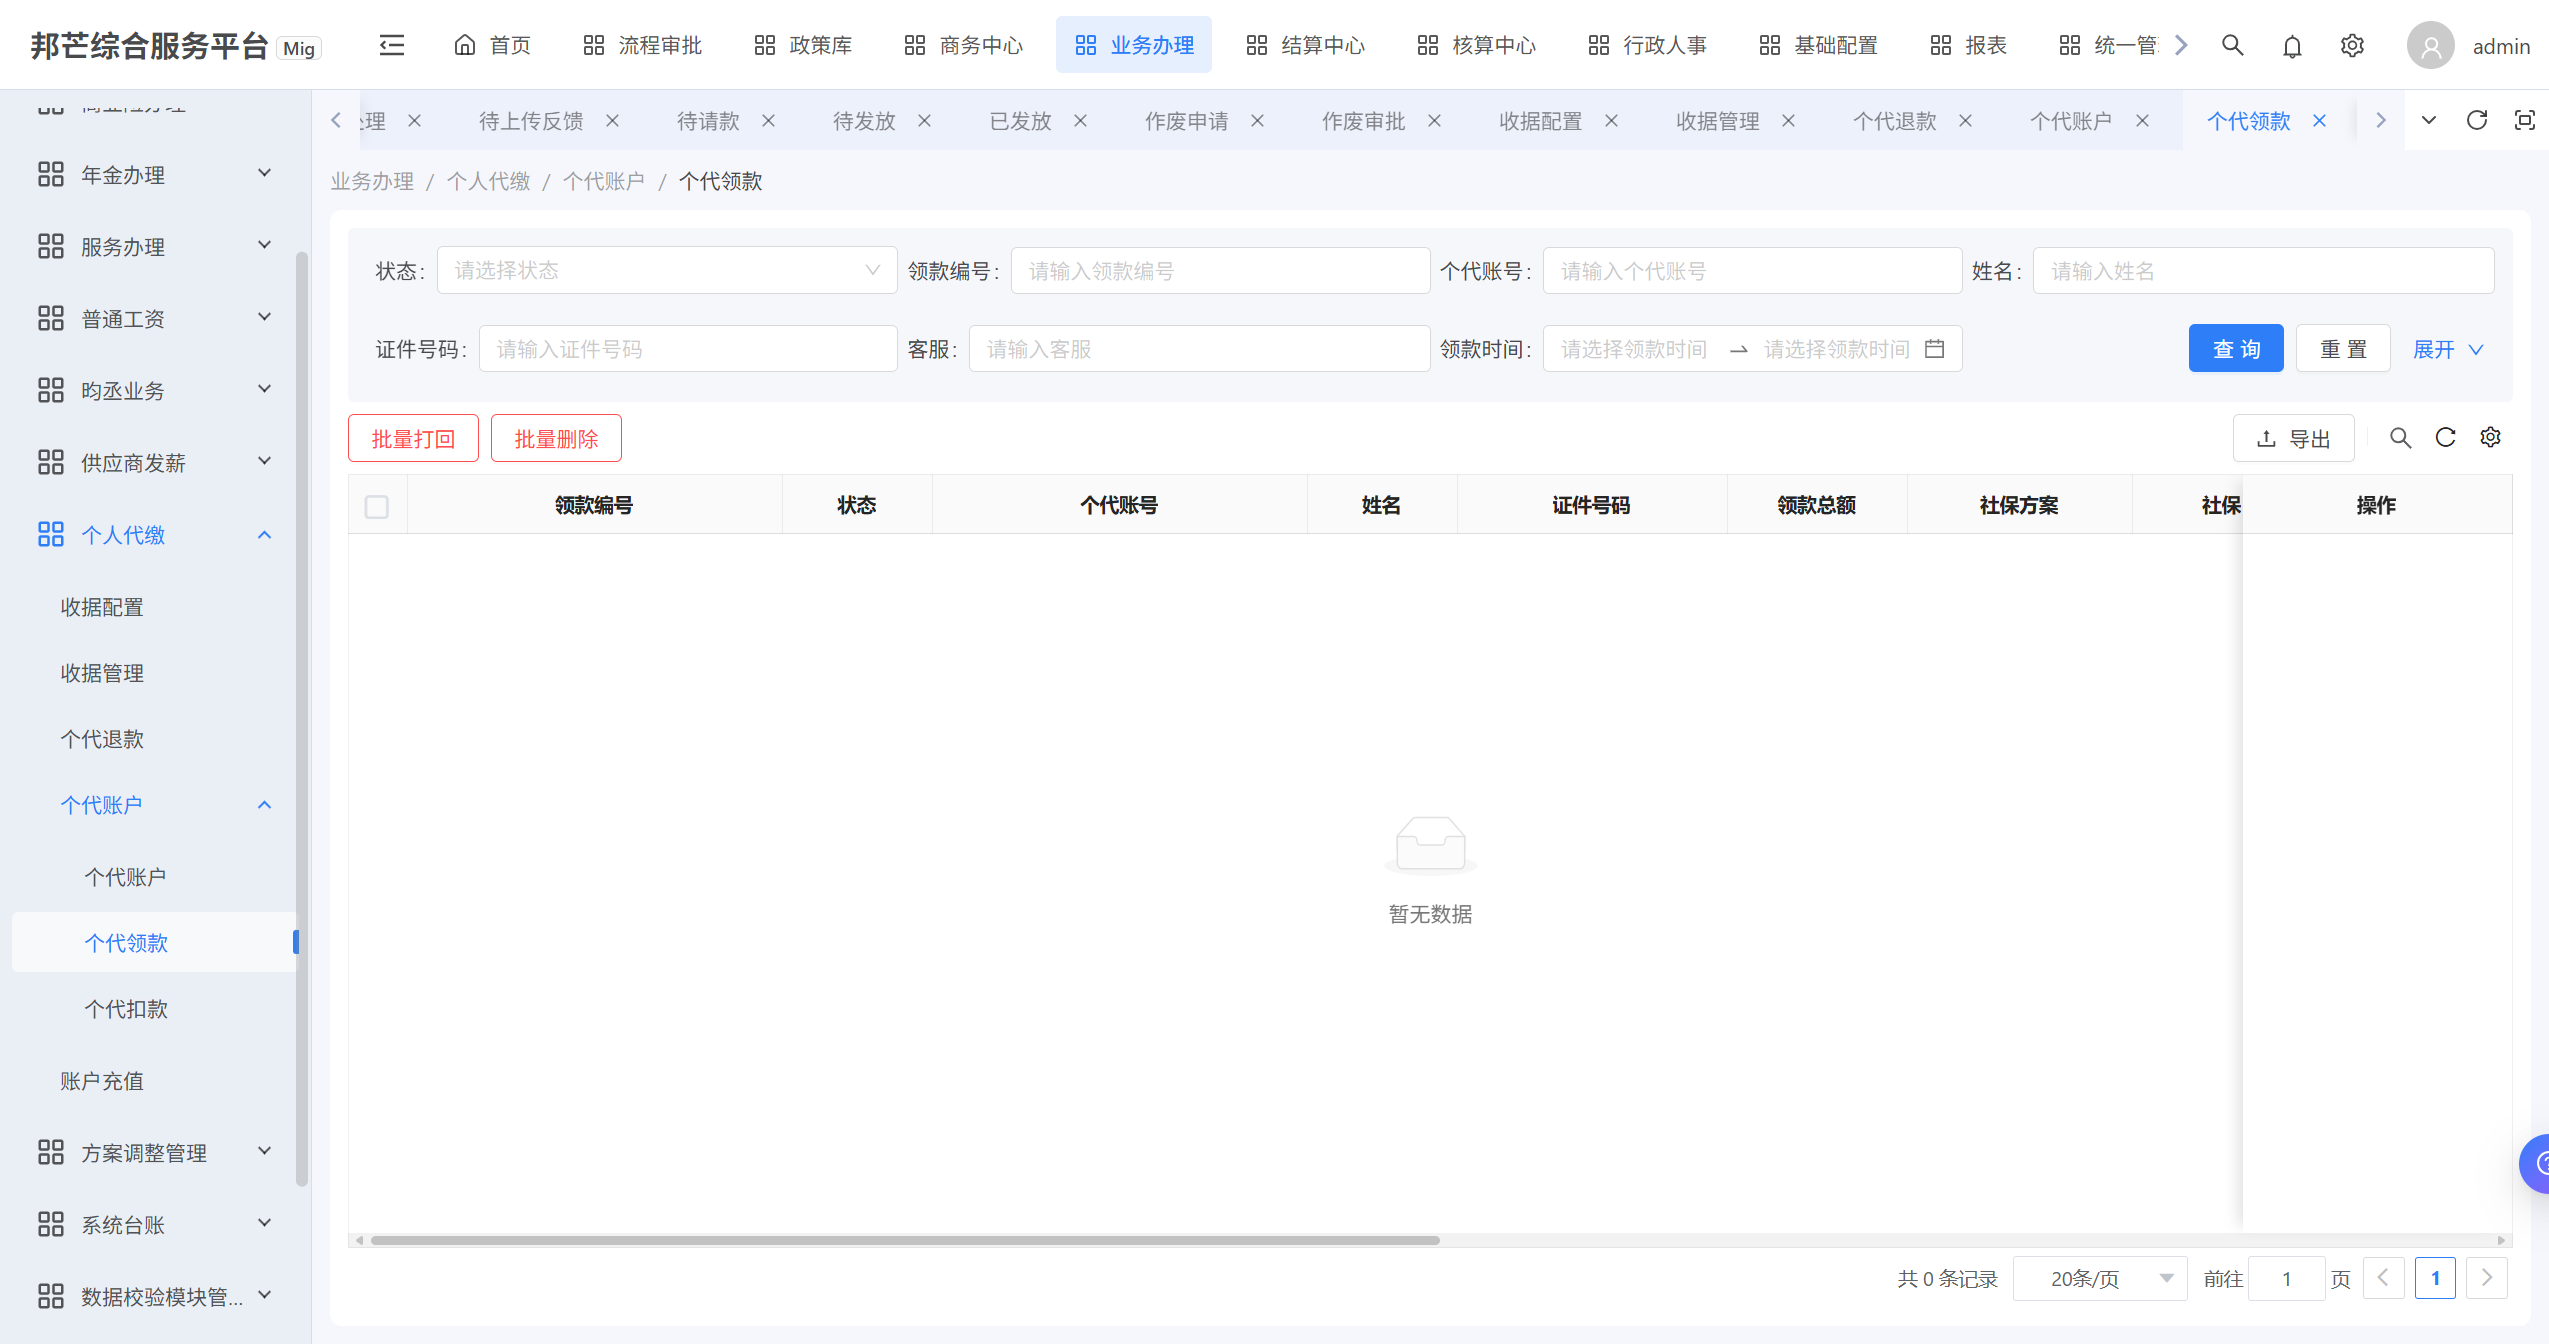 邦芒综合服务平台 Mig
首页 流程审批 政策库 商务中心 业务办理 结算中心 核算中心 行政人事 基础配置 报表 统一管 admin
理 待上传反馈 待请款 待发放 已发放 作废申请 作废审批 收据配置 收据管理 个代退款 个代账户 个代领款
业务办理 / 个人代缴 / 个代账户 / 个代领款
年金办理
服务办理
普通工资
昀丞业务
供应商发薪
个人代缴
收据配置
收据管理
个代退款
个代账户
个代账户
个代领款
个代扣款
账户充值
方案调整管理
系统台账
数据校验模块管...
状态: 请选择状态 领款编号: 请输入领款编号 个代账号: 请输入个代账号 姓名: 请输入姓名
证件号码: 请输入证件号码 客服: 请输入客服 领款时间: 请选择领款时间 → 请选择领款时间 查 询 重 置 展开
批量打回 批量删除 导出
领款编号 状态 个代账号 姓名 证件号码 领款总额 社保方案 社保 操作
暂无数据
共 0 条记录 20条/页 前往 1 页 1